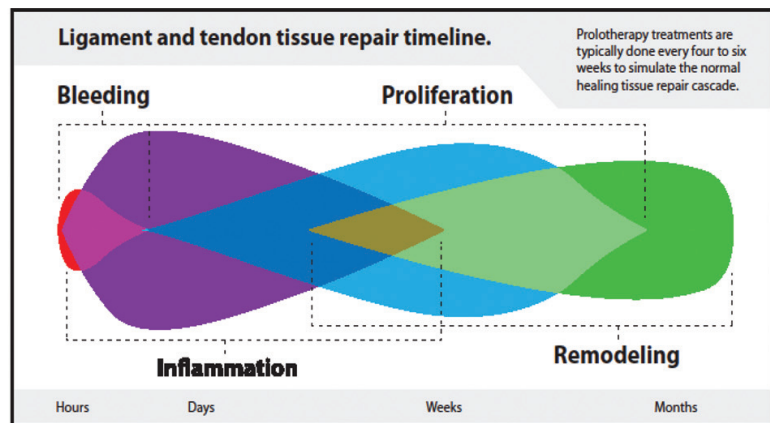 Ligament and tendon tissue repair timeline.
Prolotherapy treatments are
typically done every four to six
weeks to simulate the normal
healing tissue repair cascade.
Bleeding
Proliferation
Inflammation
Remodeling
Hours
Days
Weeks
Months